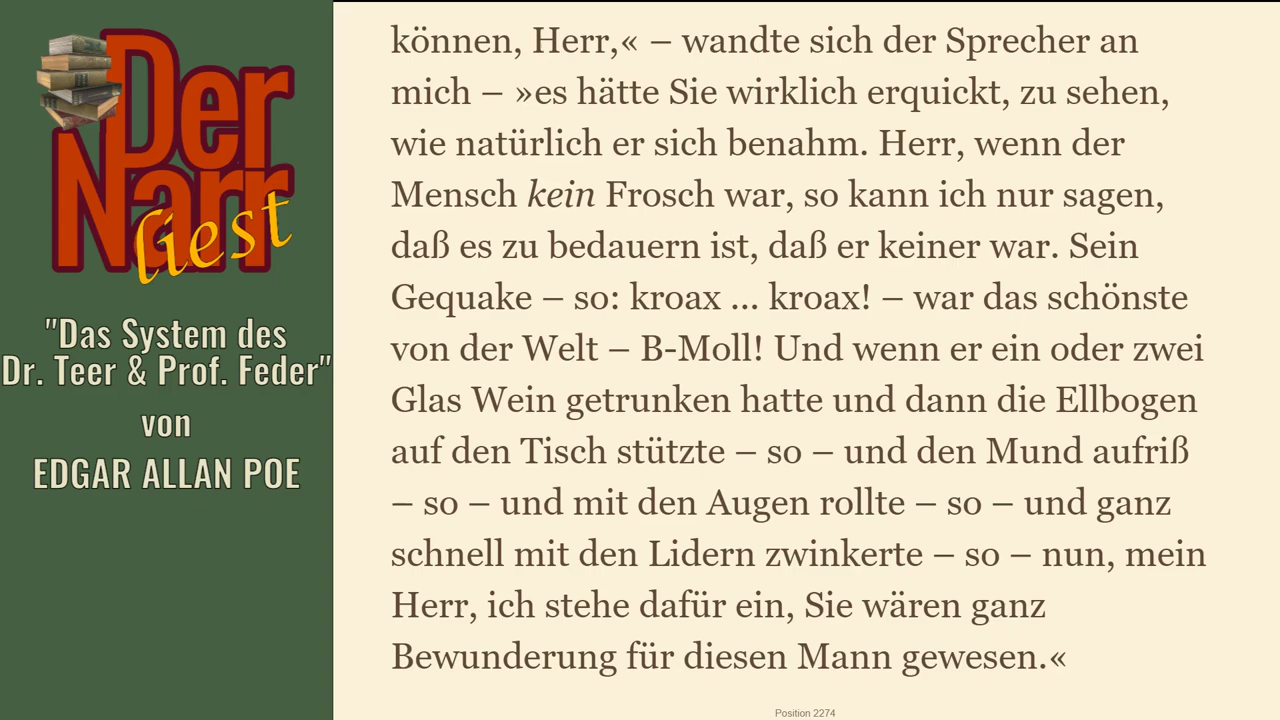 Der
Narr
liest
"Das System des
Dr. Teer & Prof. Feder"
von
EDGAR ALLAN POE
können, Herr,« – wandte sich der Sprecher an
mich – »es hätte Sie wirklich erquickt, zu sehen,
wie natürlich er sich benahm. Herr, wenn der
Mensch kein Frosch war, so kann ich nur sagen,
daß es zu bedauern ist, daß er keiner war. Sein
Gequake – so: kroax ... kroax! – war das schönste
von der Welt – B-Moll! Und wenn er ein oder zwei
Glas Wein getrunken hatte und dann die Ellbogen
auf den Tisch stützte – so – und den Mund aufriß
– so – und mit den Augen rollte – so – und ganz
schnell mit den Lidern zwinkerte – so – nun, mein
Herr, ich stehe dafür ein, Sie wären ganz
Bewunderung für diesen Mann gewesen.«
Position 2274